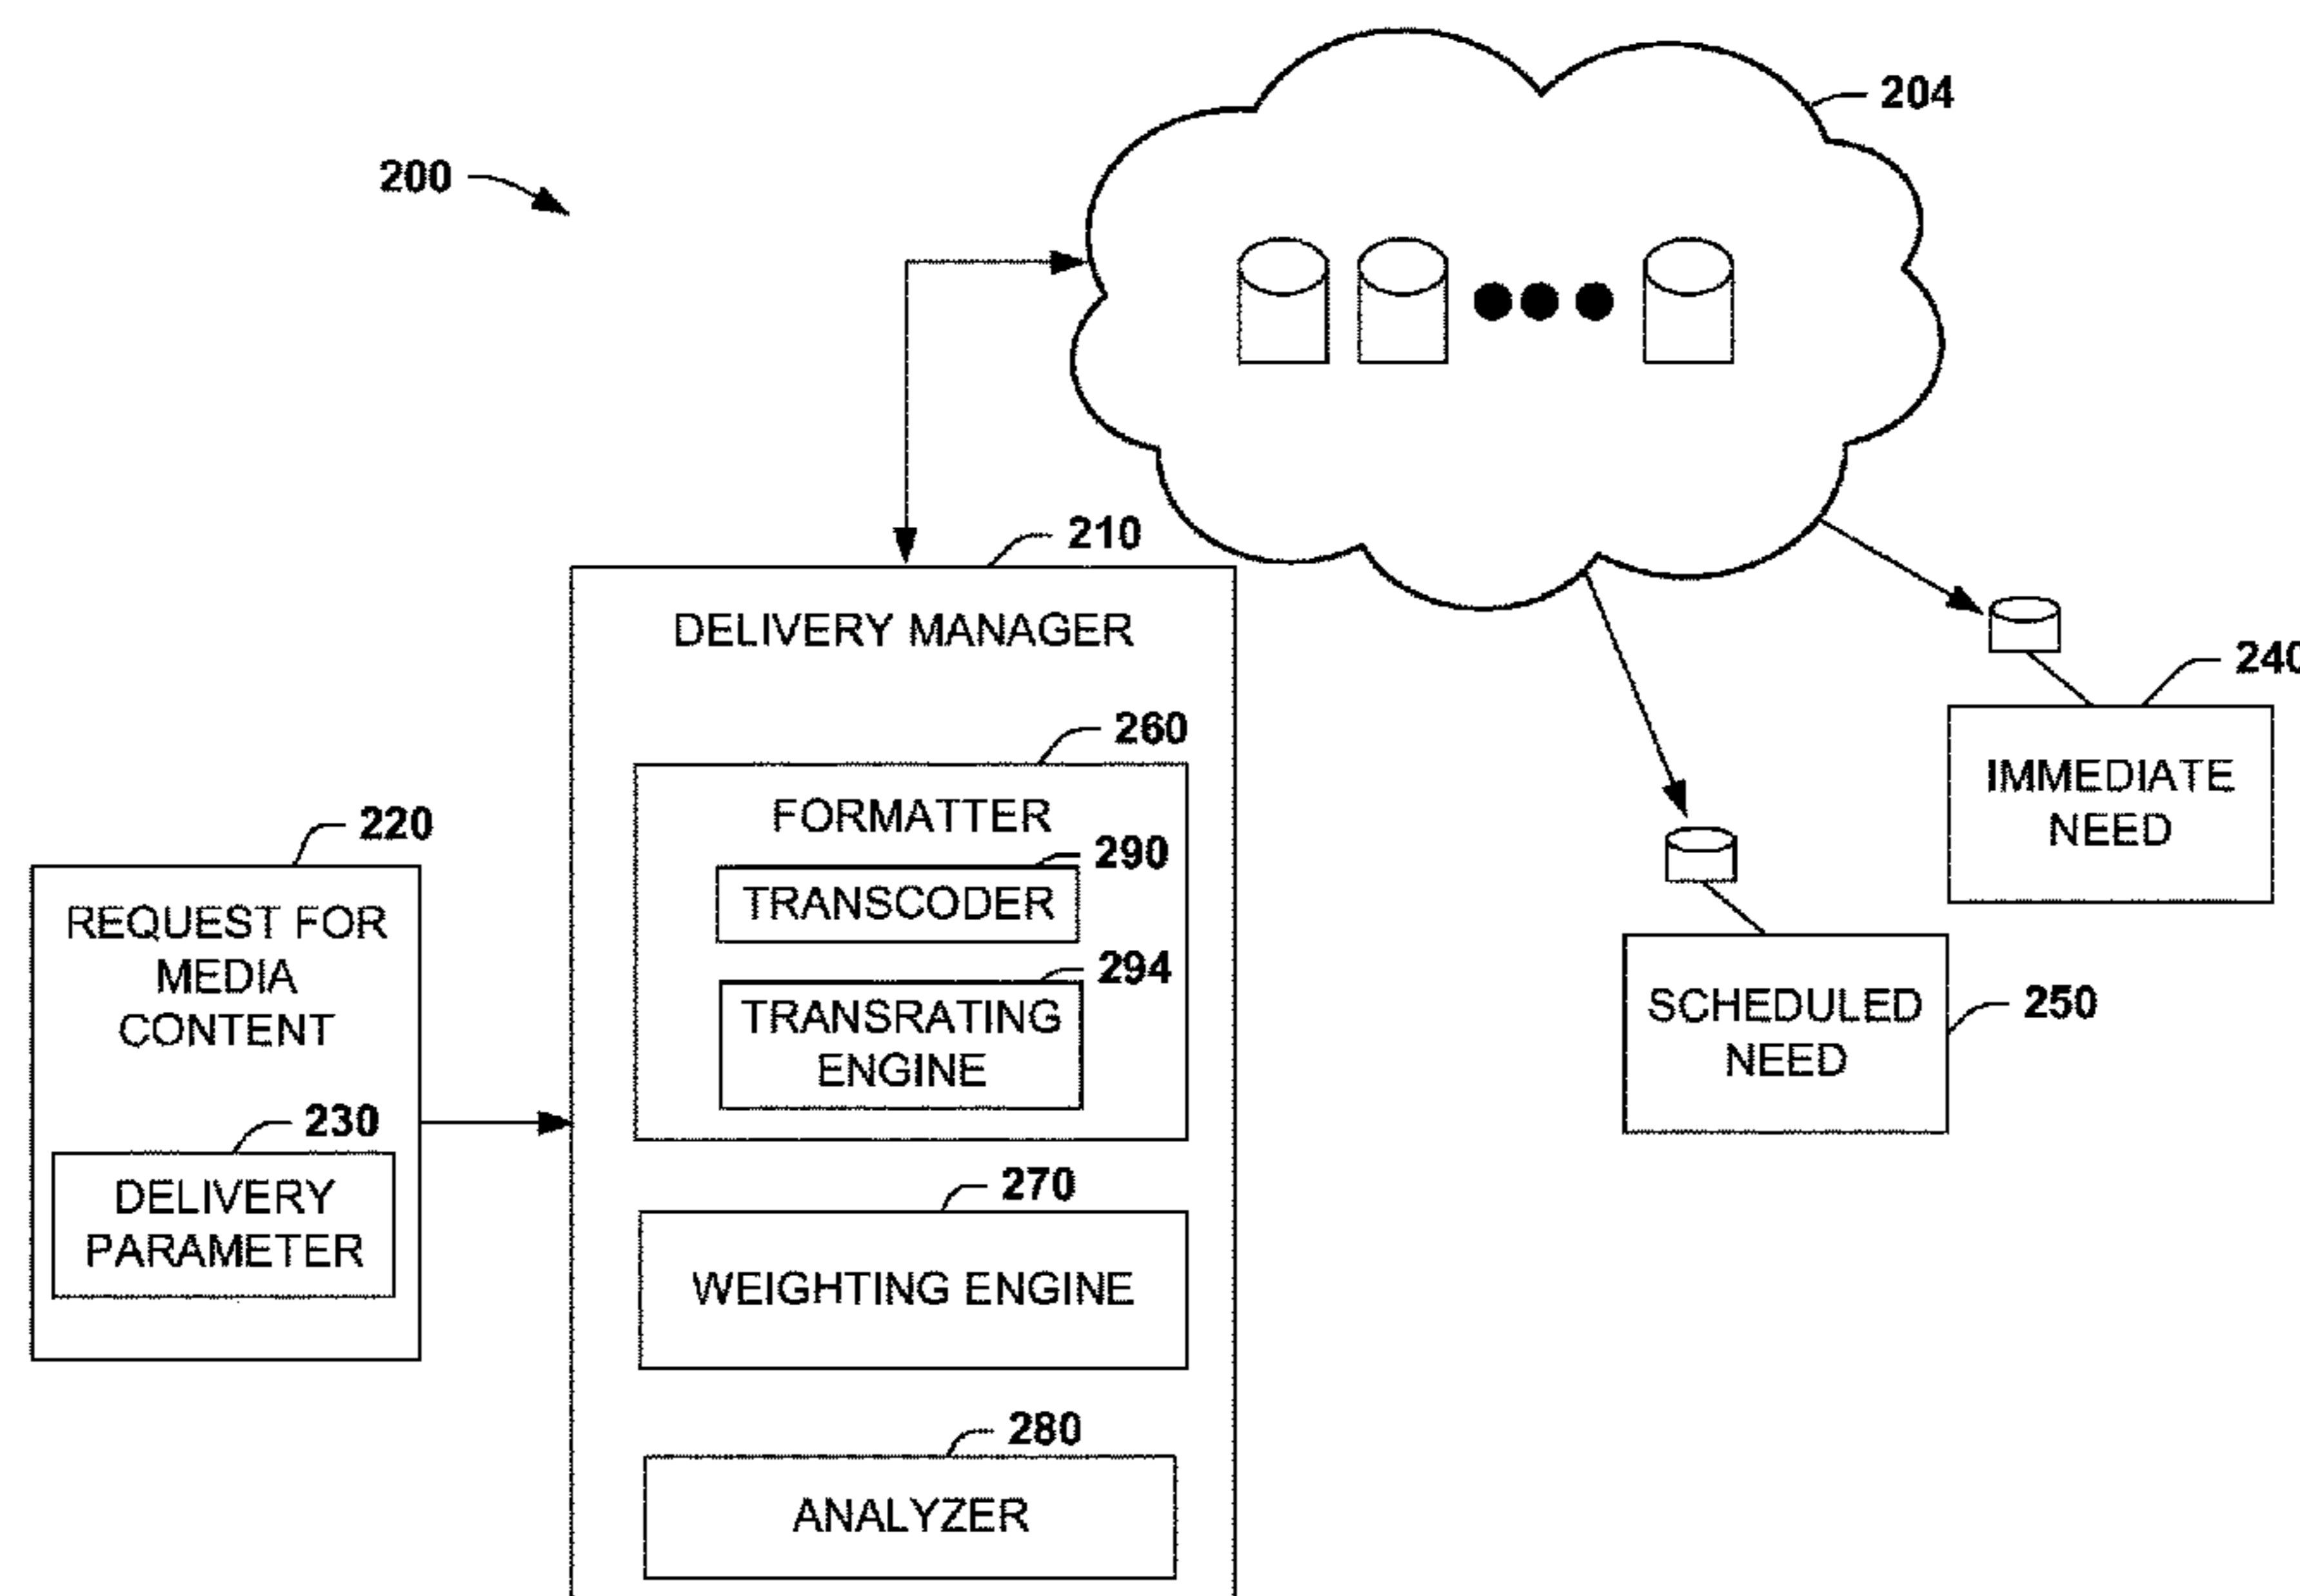 204
200
210
DELIVERY MANAGER
240
260
IMMEDIATE
NEED
FORMATTER
220
290
TRANSCODER
REQUEST FOR
MEDIA
CONTENT
294
TRANSRATING
ENGINE
SCHEDULED
NEED
250
230
DELIVERY
PARAMETER
270
WEIGHTING ENGINE
280
ANALYZER